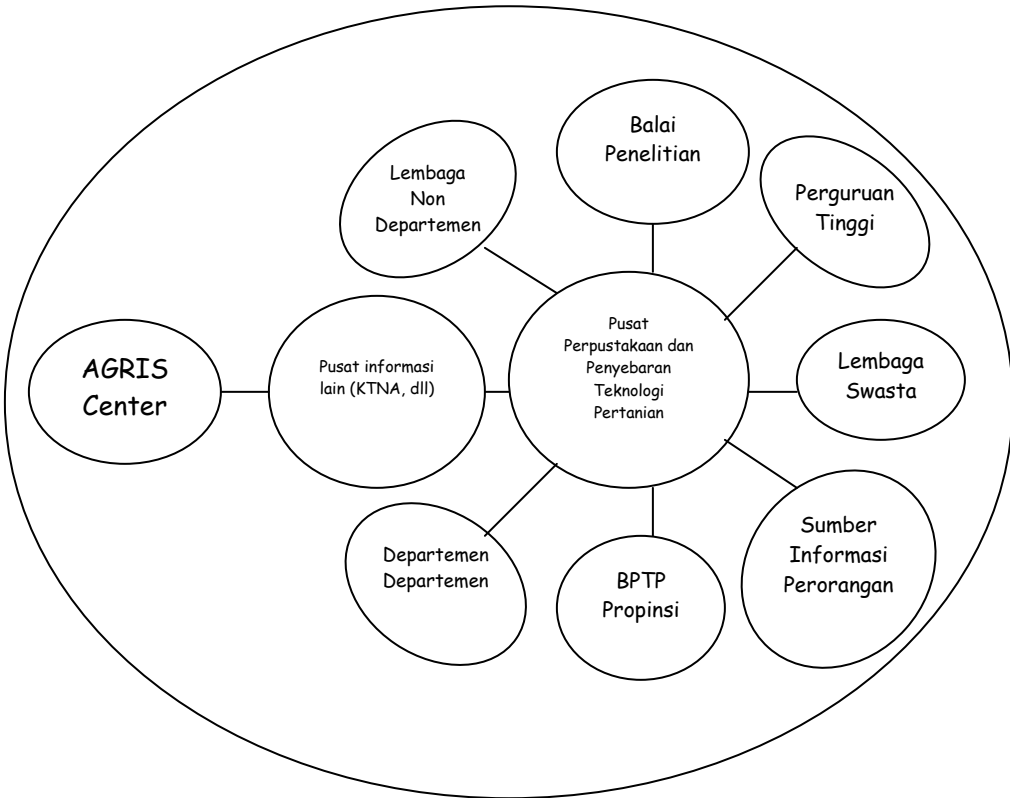 Balai
Penelitian
Lembaga
Non
Departemen
Perguruan
Tinggi
AGRIS
Center
Pusat informasi
lain (KTNA, dll)
Pusat
Perpustakaan dan
Penyebaran
Teknologi
Pertanian
Lembaga
Swasta
Departemen
Departemen
BPTP
Propinsi
Sumber
Informasi
Perorangan